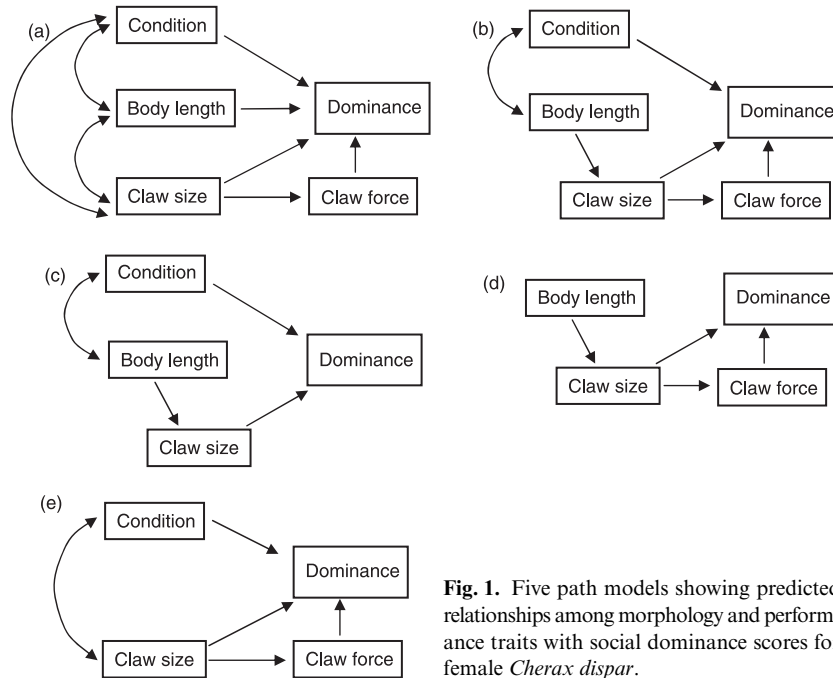 (a)
Condition
Body length
Dominance
Claw size
Claw force
(b)
Condition
Body length
Dominance
Claw size
Claw force
(c)
Condition
Body length
Dominance
Claw size
(d)
Body length
Dominance
Claw size
Claw force
(e)
Condition
Dominance
Claw size
Claw force
Fig. 1. Five path models showing predicted
relationships among morphology and perform-
ance traits with social dominance scores fo
female Cherax dispar.